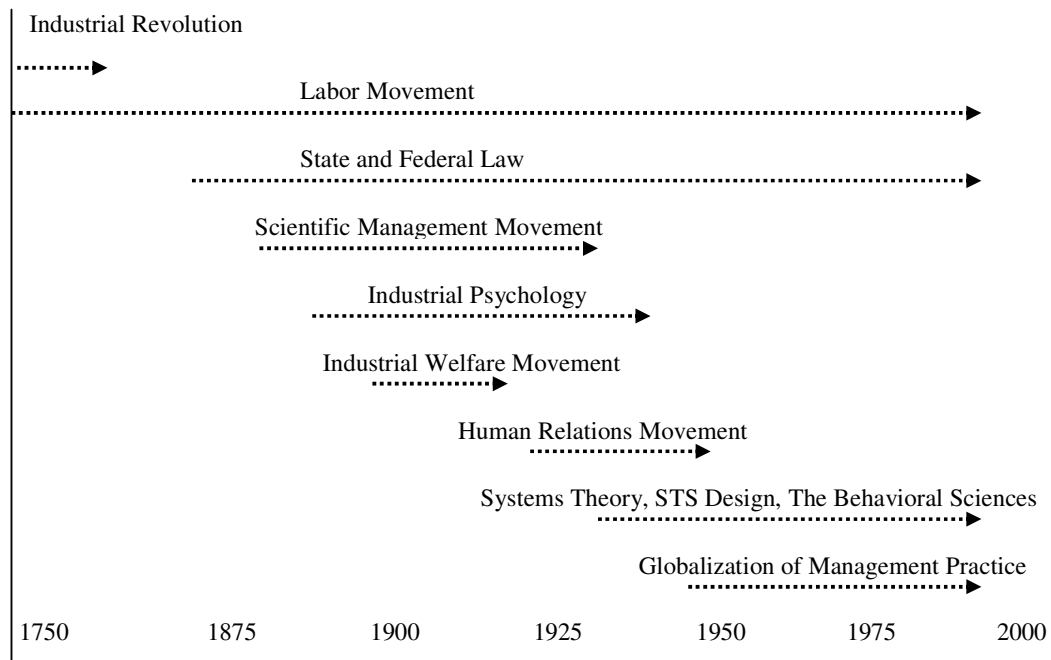 Industrial Revolution
Labor Movement
State and Federal Law
Scientific Management Movement
Industrial Psychology
Industrial Welfare Movement
Human Relations Movement
Systems Theory, STS Design, The Behavioral Sciences
Globalization of Management Practice
1750 1875 1900 1925 1950 1975 2000